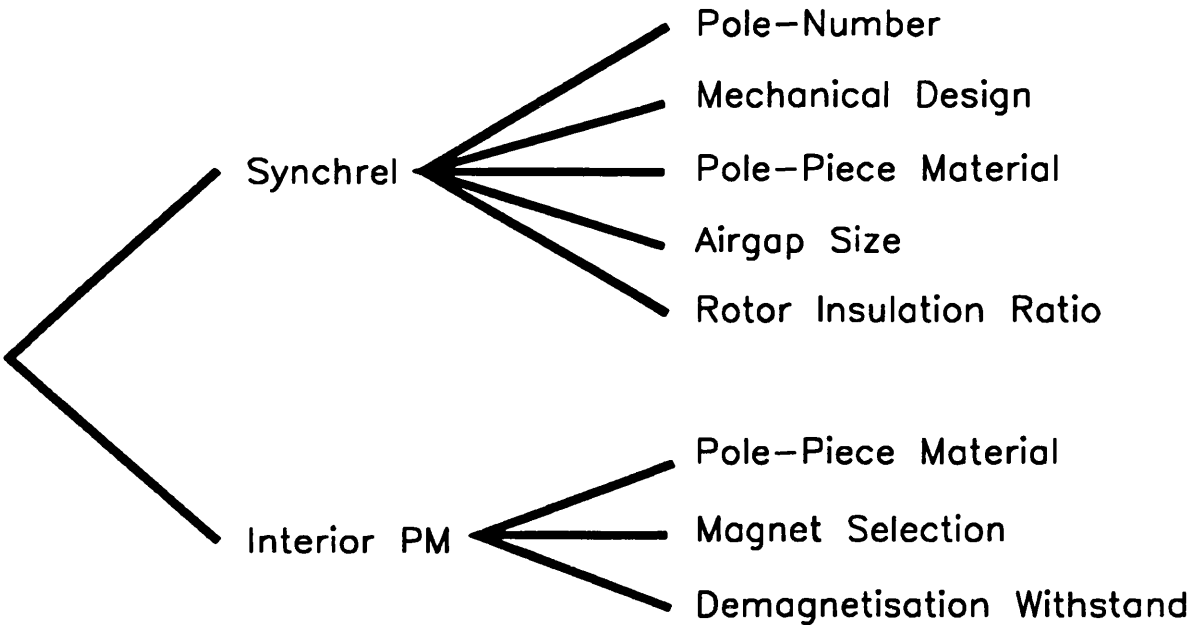 Pole-Number
Mechanical Design
Synchrel
Pole-Piece Material
Airgap Size
Rotor Insulation Ratio
Pole-Piece Material
Interior PM
Magnet Selection
Demagnetisation Withstand